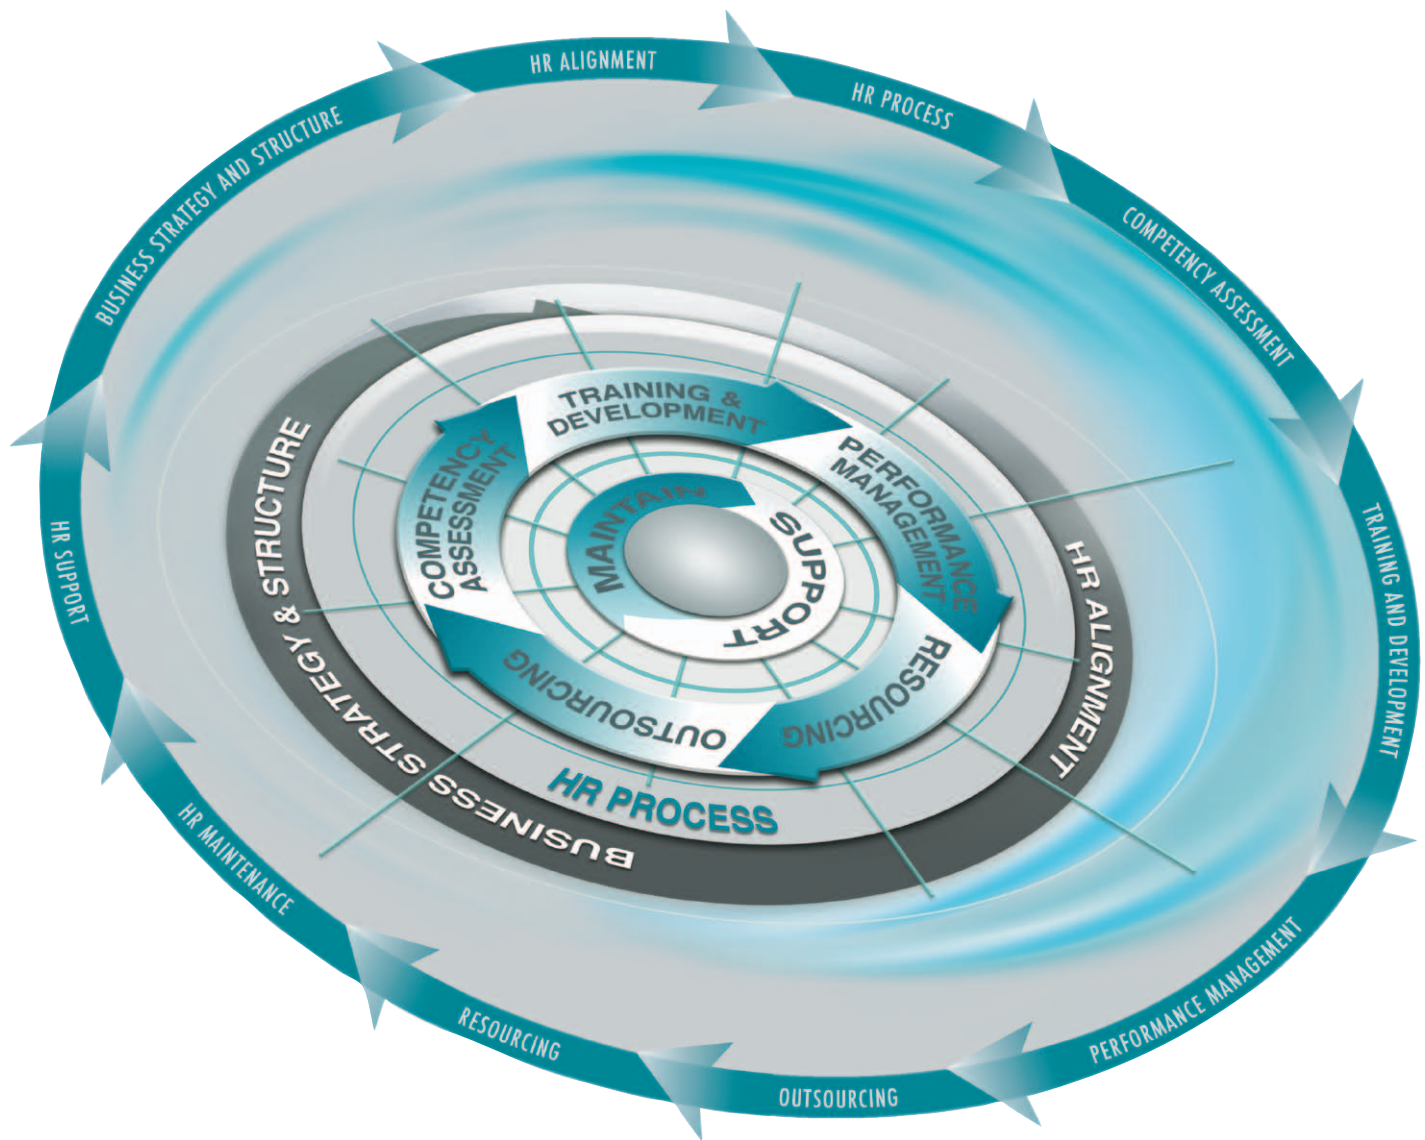 BUSINESS STRATEGY AND STRUCTURE
HR ALIGNMENT
HR PROCESS
COMPETENCY ASSESSMENT
TRAINING AND DEVELOPMENT
PERFORMANCE MANAGEMENT
OUTSOURCING
RESOURCING
HR MAINTENANCE
HR SUPPORT
BUSINESS STRATEGY & STRUCTURE
HR ALIGNMENT
HR PROCESS
TRAINING &
DEVELOPMENT
PERFORMANCE
MANAGEMENT
RESOURCING
OUTSOURCING
COMPETENCY
ASSESSMENT
MAINTAIN
SUPPORT